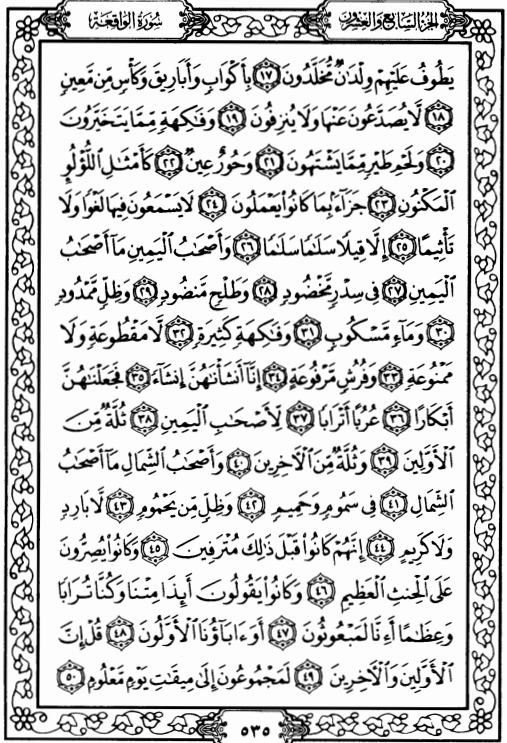 الجزء السابع والعشرون
سورة الواقعة
يَطُوفُ عَلَيْهِمْ وِلْدَٰنٌ مُّخَلَّدُونَ ١٧ بِأَكْوَابٍ وَأَبَارِيقَ وَكَأْسٍ مِّن مَّعِينٍ
١٨ لَّا يُصَدَّعُونَ عَنْهَا وَلَا يُنزِفُونَ ١٩ وَفَٰكِهَةٍ مِّمَّا يَتَخَيَّرُونَ
٢٠ وَلَحْمِ طَيْرٍ مِّمَّا يَشْتَهُونَ ٢١ وَحُورٌ عِينٌ ٢٢ كَأَمْثَٰلِ ٱللُّؤْلُوِٕ
ٱلْمَكْنُونِ ٢٣ جَزَآءًۢ بِمَا كَانُوا۟ يَعْمَلُونَ ٢٤ لَا يَسْمَعُونَ فِيهَا لَغْوًا وَلَا
تَأْثِيمًا ٢٥ إِلَّا قِيلًا سَلَٰمًا سَلَٰمًا ٢٦ وَأَصْحَٰبُ ٱلْيَمِينِ مَآ أَصْحَٰبُ
ٱلْيَمِينِ ٢٧ فِى سِدْرٍ مَّخْضُودٍ ٢٨ وَطَلْحٍ مَّنضُودٍ ٢٩ وَظِلٍّ مَّمْدُودٍ
٣٠ وَمَآءٍ مَّسْكُوبٍ ٣١ وَفَٰكِهَةٍ كَثِيرَةٍ ٣٢ لَّا مَقْطُوعَةٍ وَلَا
مَمْنُوعَةٍ ٣٣ وَفُرُشٍ مَّرْفُوعَةٍ ٣٤ إِنَّآ أَنشَأْنَٰهُنَّ إِنشَآءً ٣٥ فَجَعَلْنَٰهُنَّ
أَبْكَارًا ٣٦ عُرُبًا أَتْرَابًا ٣٧ لِّأَصْحَٰبِ ٱلْيَمِينِ ٣٨ ثُلَّةٌ مِّنَ
ٱلْأَوَّلِينَ ٣٩ وَثُلَّةٌ مِّنَ ٱلْءَاخِرِينَ ٤٠ وَأَصْحَٰبُ ٱلشِّمَالِ مَآ أَصْحَٰبُ
ٱلشِّمَالِ ٤١ فِى سَمُومٍ وَحَمِيمٍ ٤٢ وَظِلٍّ مِّن يَحْمُومٍ ٤٣ لَّا بَارِدٍ
وَلَا كَرِيمٍ ٤٤ إِنَّهُمْ كَانُوا۟ قَبْلَ ذَٰلِكَ مُتْرَفِينَ ٤٥ وَكَانُوا۟ يُصِرُّونَ
عَلَى ٱلْحِنثِ ٱلْعَظِيمِ ٤٦ وَكَانُوا۟ يَقُولُونَ أَئِذَا مِتْنَا وَكُنَّا تُرَابًا
وَعِظَٰمًا أَءِنَّا لَمَبْعُوثُونَ ٤٧ أَوَءَابَآؤُنَا ٱلْأَوَّلُونَ ٤٨ قُلْ إِنَّ
ٱلْأَوَّلِينَ وَٱلْءَاخِرِينَ ٤٩ لَمَجْمُوعُونَ إِلَىٰ مِيقَٰتِ يَوْمٍ مَّعْلُومٍ ٥٠
٥٣٥